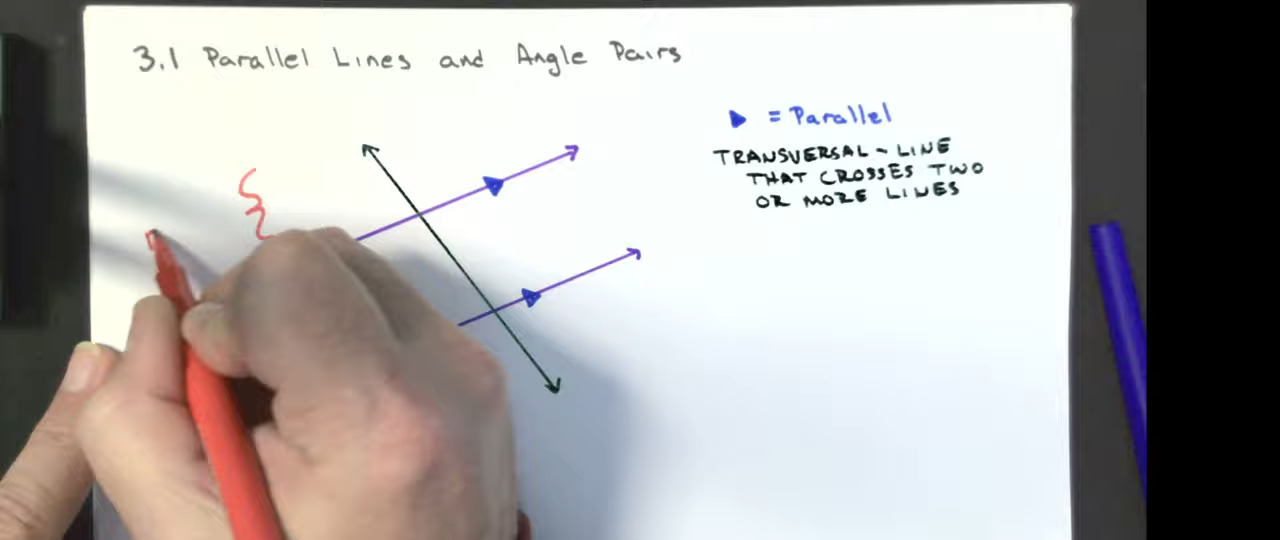 3.1 Parallel Lines and Angle Pairs
▶ = Parallel
TRANSVERSAL - LINE
THAT CROSSES TWO
OR MORE LINES